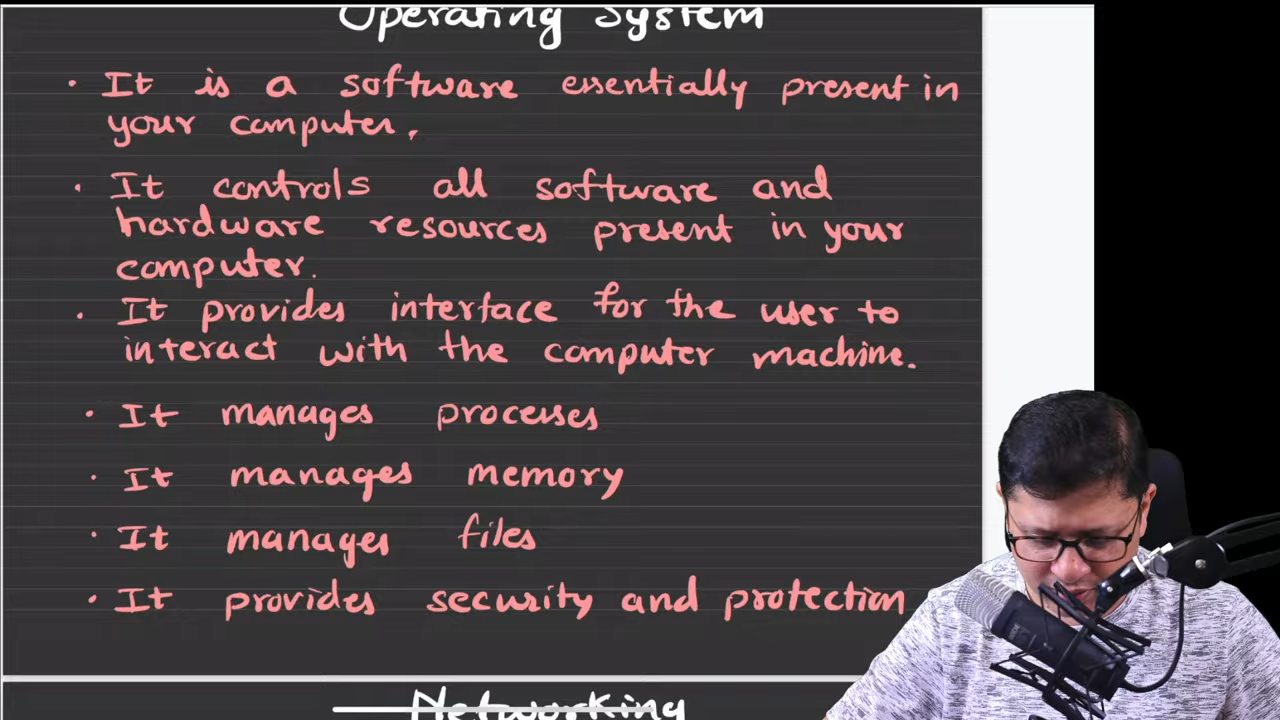 Operating System
· It is a software essentially present in
your computer.
· It controls all software and
hardware resources present in your
computer.
· It provides interface for the user to
interact with the computer machine.
· It manages processes
· It manages memory
· It manages files
· It provides security and protection
Networking